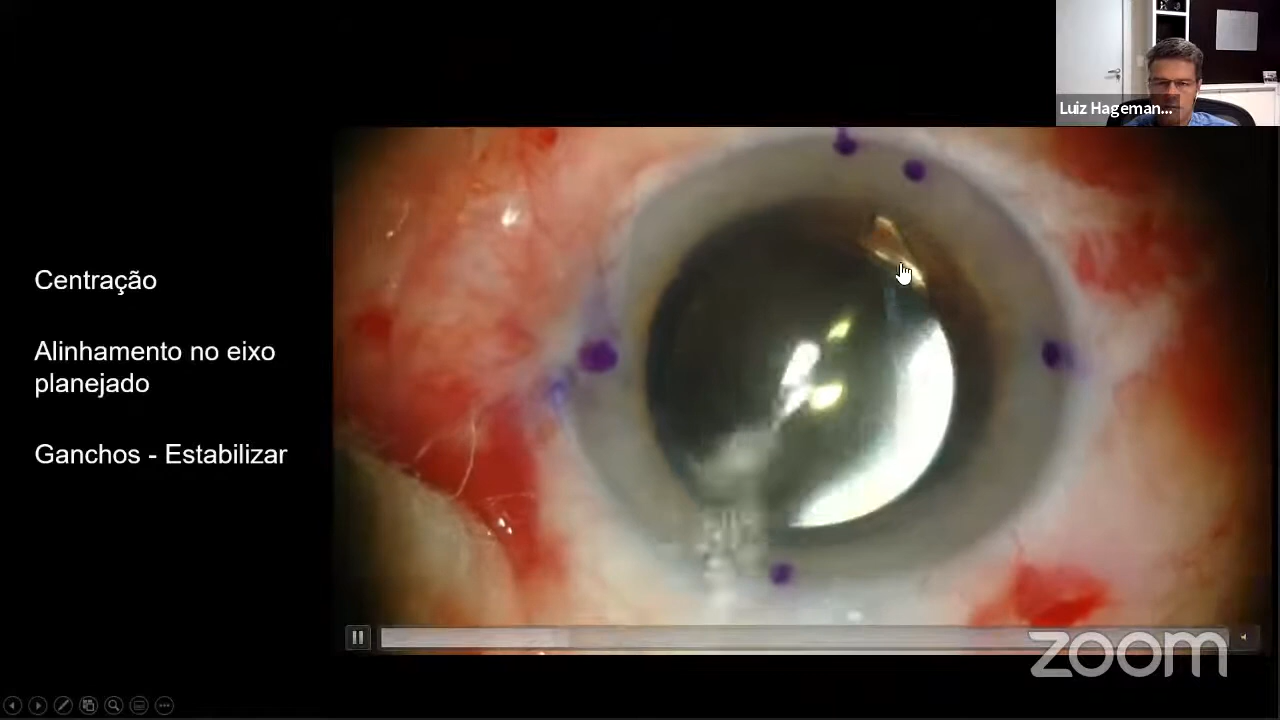 Luiz Hageman...
Centração
Alinhamento no eixo
planejado
Ganchos - Estabilizar
zoom